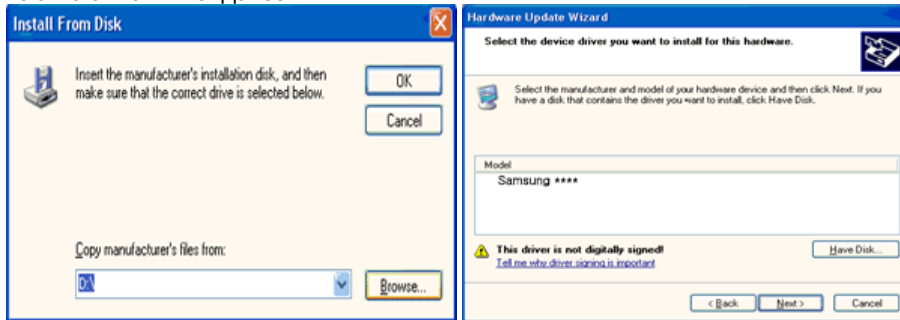 Install From Disk
Insert the manufacturer's installation disk, and then
make sure that the correct drive is selected below.
OK
Cancel
Copy manufacturer's files from:
D:\
Browse...
Hardware Update Wizard
Select the device driver you want to install for this hardware.
Select the manufacturer and model of your hardware device and then click Next. If you
have a disk that contains the driver you want to install, click Have Disk.
Model
Samsung ****
This driver is not digitally signed!
Tell me why driver signing is important
Have Disk...
< Back
Next >
Cancel